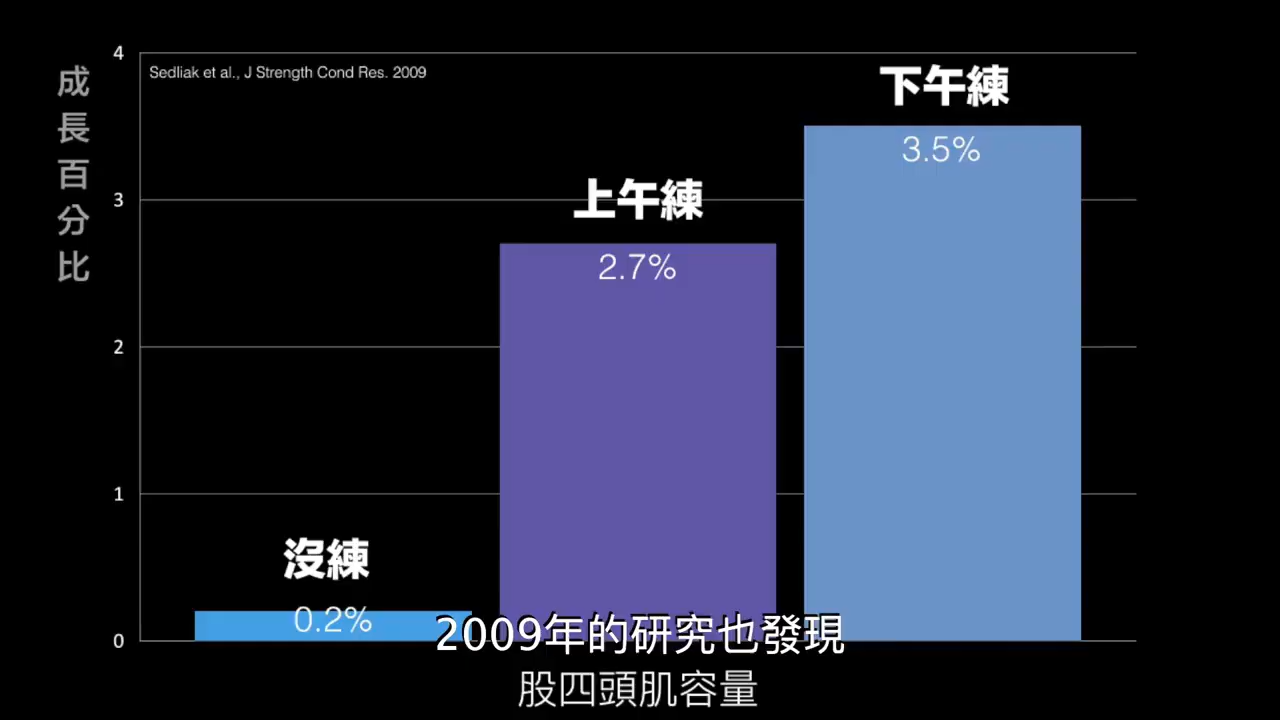 成長百分比
4
3
2
1
0
Sedliak et al., J Strength Cond Res. 2009
沒練
0.2%
上午練
2.7%
下午練
3.5%
2009年的研究也發現
股四頭肌容量